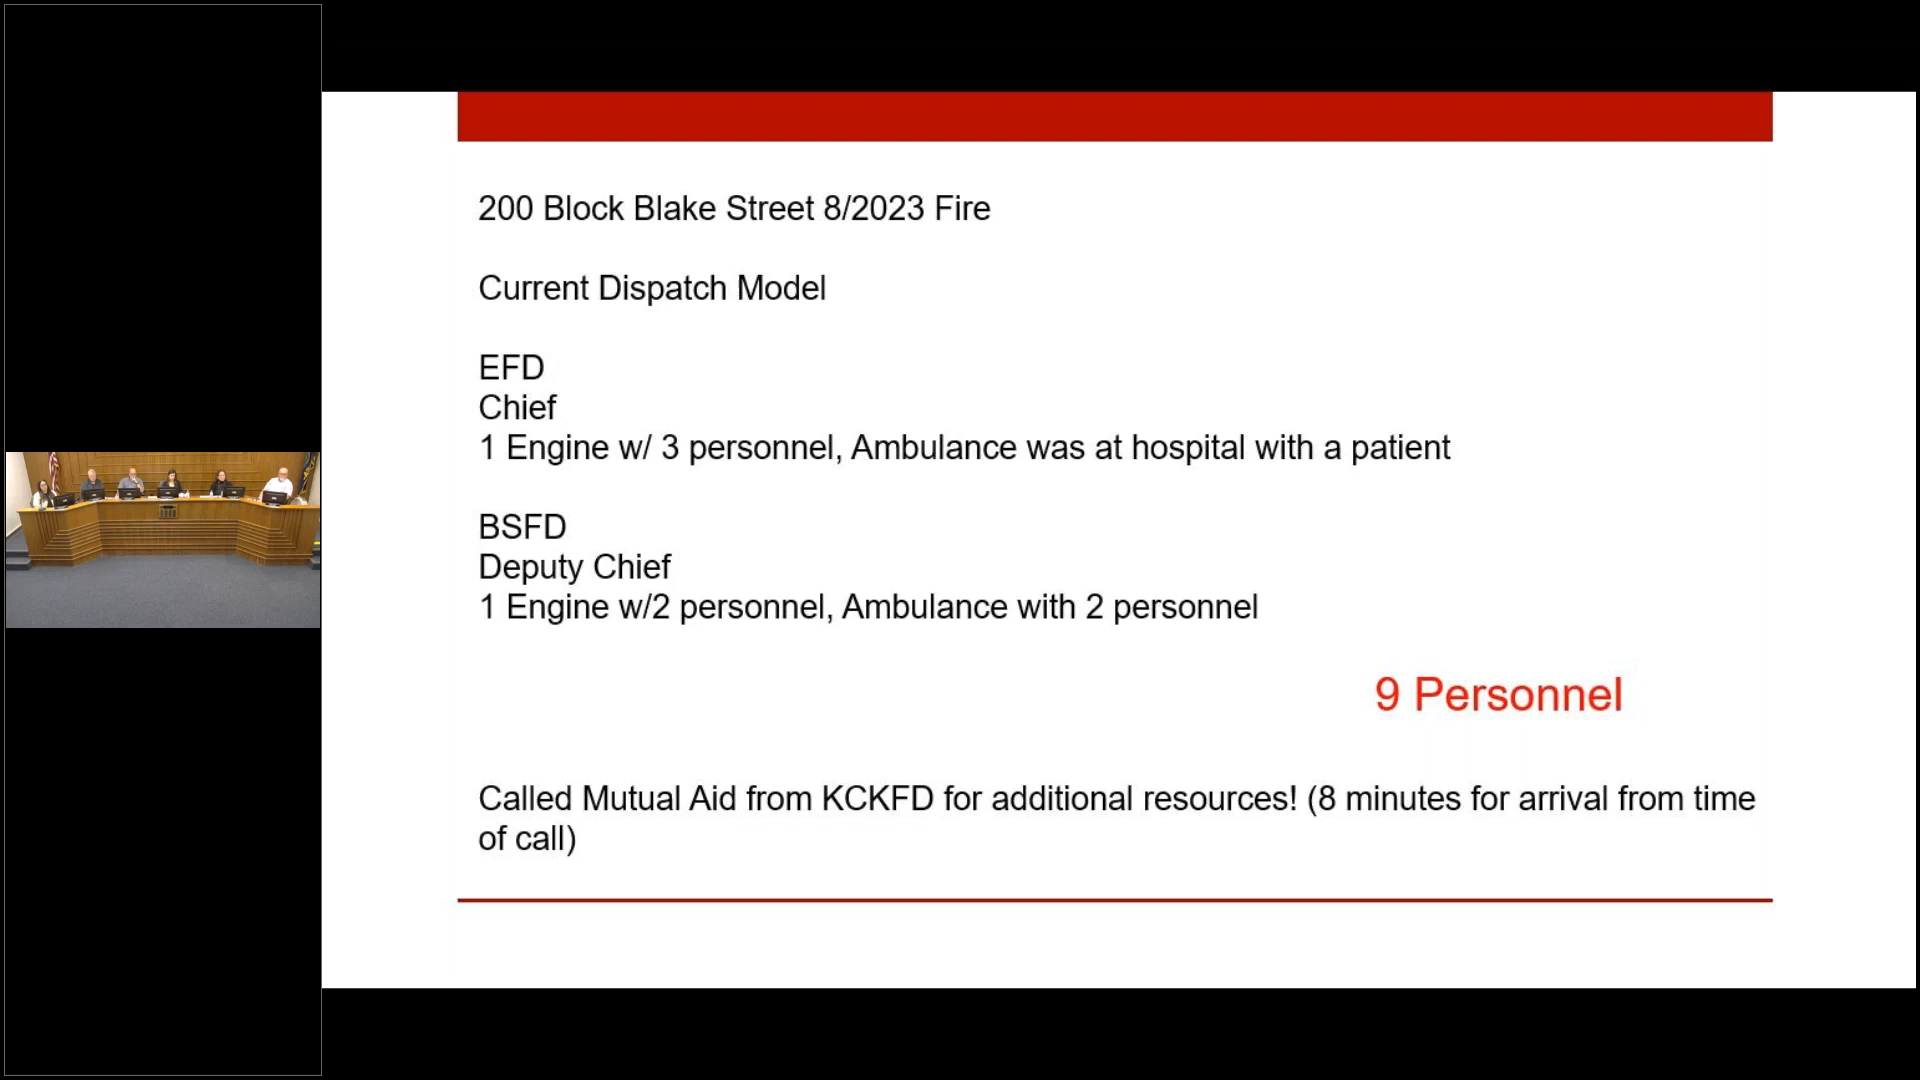 200 Block Blake Street 8/2023 Fire
Current Dispatch Model
EFD
Chief
1 Engine w/ 3 personnel, Ambulance was at hospital with a patient
BSFD
Deputy Chief
1 Engine w/2 personnel, Ambulance with 2 personnel
9 Personnel
Called Mutual Aid from KCKFD for additional resources! (8 minutes for arrival from time
of call)